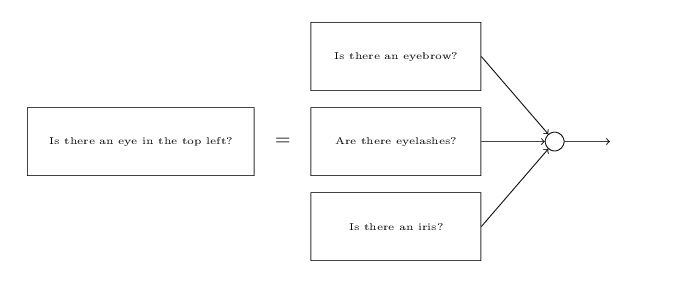 Is there an eyebrow?
Is there an eye in the top left?
=
Are there eyelashes?
Is there an iris?